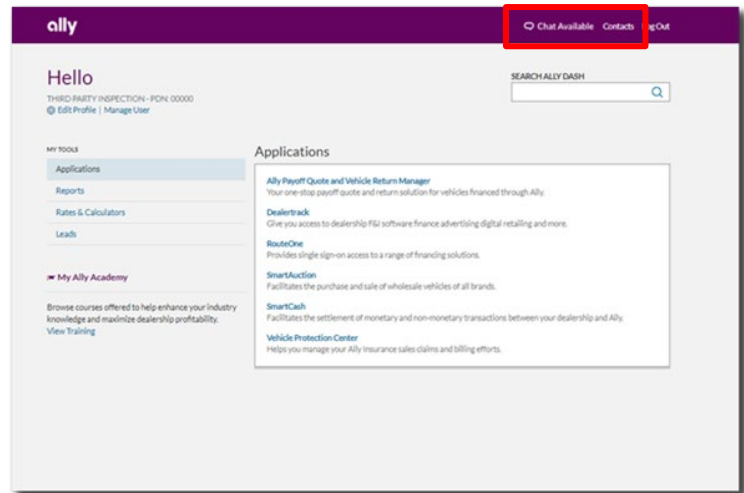 ally
Chat Available Contacts Log Out
Hello
THIRD PARTY INSPECTION - PDN: 00000
Edit Profile | Manage User
SEARCH ALLY DASH
MY TOOLS
Applications
Reports
Rates & Calculators
Leads
My Ally Academy
Browse courses offered to help enhance your industry
knowledge and maximize dealership profitability.
View Training
Applications
Ally Payoff Quote and Vehicle Return Manager
Your one-stop payoff quote and return solution for vehicles financed through Ally.
Dealertrack
Give you access to dealership F&I software finance advertising digital retailing and more.
RouteOne
Provides single sign-on access to a range of financing solutions.
SmartAuction
Facilitates the purchase and sale of wholesale vehicles of all brands.
SmartCash
Facilitates the settlement of monetary and non-monetary transactions between your dealership and Ally.
Vehicle Protection Center
Helps you manage your Ally Insurance sales claims and billing efforts.